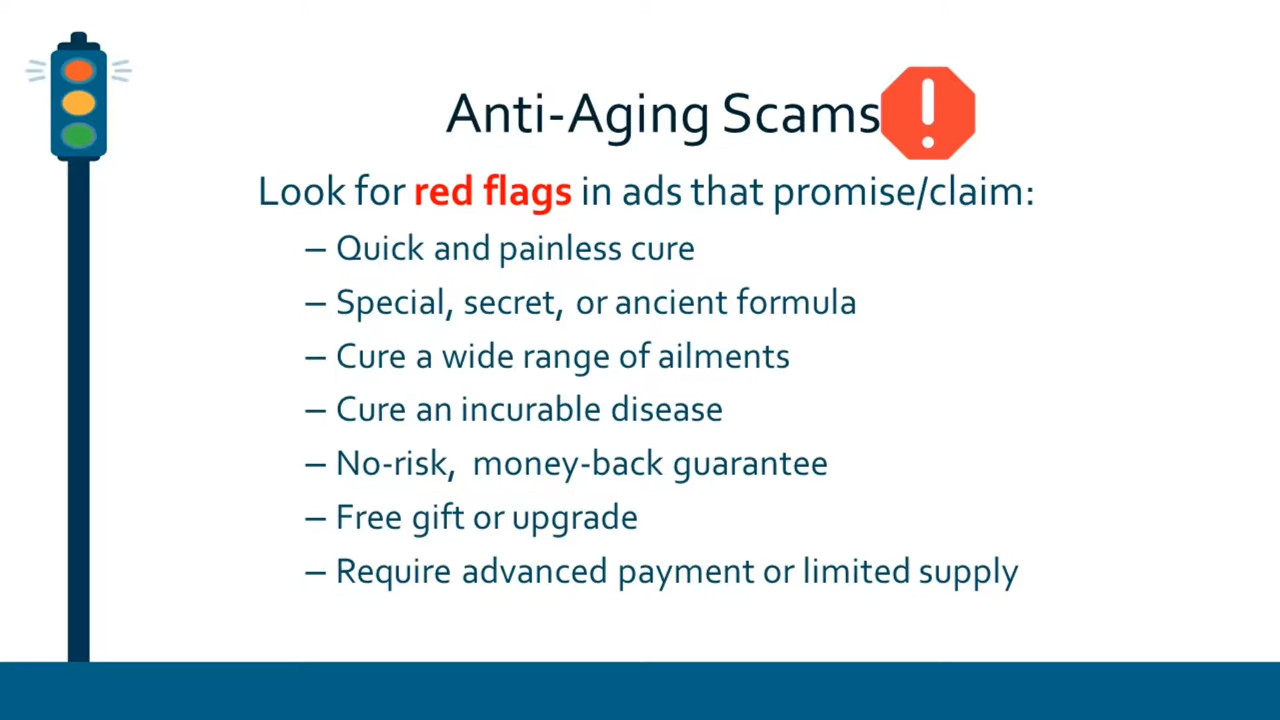 Anti-Aging Scams
Look for red flags in ads that promise/claim:
– Quick and painless cure
– Special, secret, or ancient formula
– Cure a wide range of ailments
– Cure an incurable disease
– No-risk,  money-back guarantee
– Free gift or upgrade
– Require advanced payment or limited supply